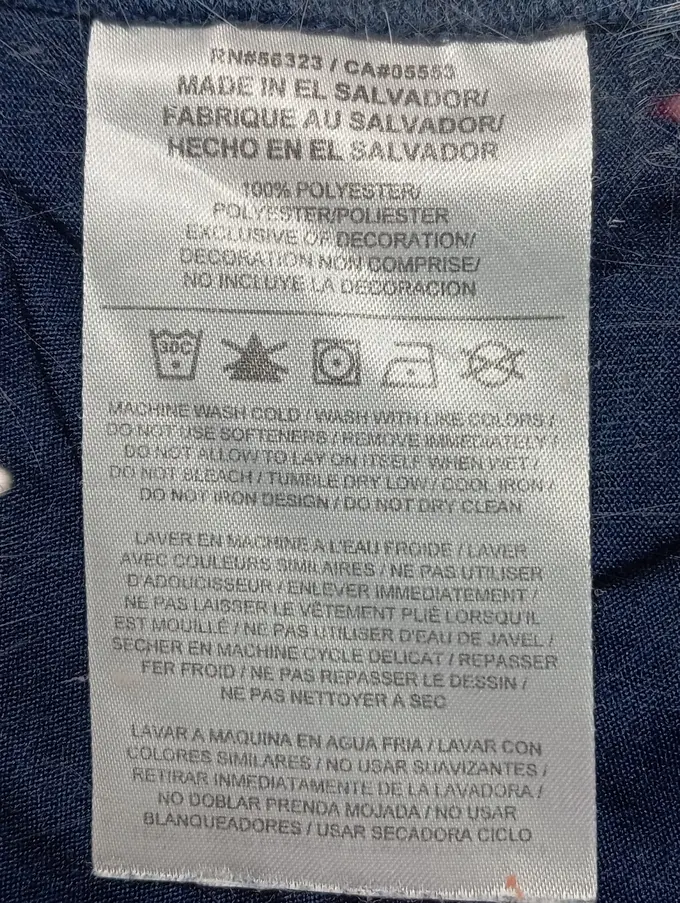 RN#56323 / CA#05553
MADE IN EL SALVADOR/
FABRIQUE AU SALVADOR/
HECHO EN EL SALVADOR
100% POLYESTER/
POLYESTER/POLIESTER
EXCLUSIVE OF DECORATION/
DECORATION NON COMPRISE/
NO INCLUYE LA DECORACION
30C
MACHINE WASH COLD / WASH WITH LIKE COLORS /
DO NOT USE SOFTENERS / REMOVE IMMEDIATELY /
DO NOT ALLOW TO LAY ON ITSELF WHEN WET /
DO NOT BLEACH / TUMBLE DRY LOW / COOL IRON /
DO NOT IRON DESIGN / DO NOT DRY CLEAN
LAVER EN MACHINE A L'EAU FROIDE / LAVER
AVEC COULEURS SIMILAIRES / NE PAS UTILISER
D'ADOUCISSEUR / ENLEVER IMMEDIATEMENT /
NE PAS LAISSER LE VÊTEMENT PLIÉ LORSQU'IL
EST MOUILLÉ / NE PAS UTILISER D'EAU DE JAVEL /
SECHER EN MACHINE CYCLE DELICAT / REPASSER
FER FROID / NE PAS REPASSER LE DESSIN /
NE PAS NETTOYER A SEC
LAVAR A MAQUINA EN AGUA FRIA / LAVAR CON
COLORES SIMILARES / NO USAR SUAVIZANTES /
RETIRAR INMEDIATAMENTE DE LA LAVADORA /
NO DOBLAR PRENDA MOJADA / NO USAR
BLANQUEADORES / USAR SECADORA CICLO